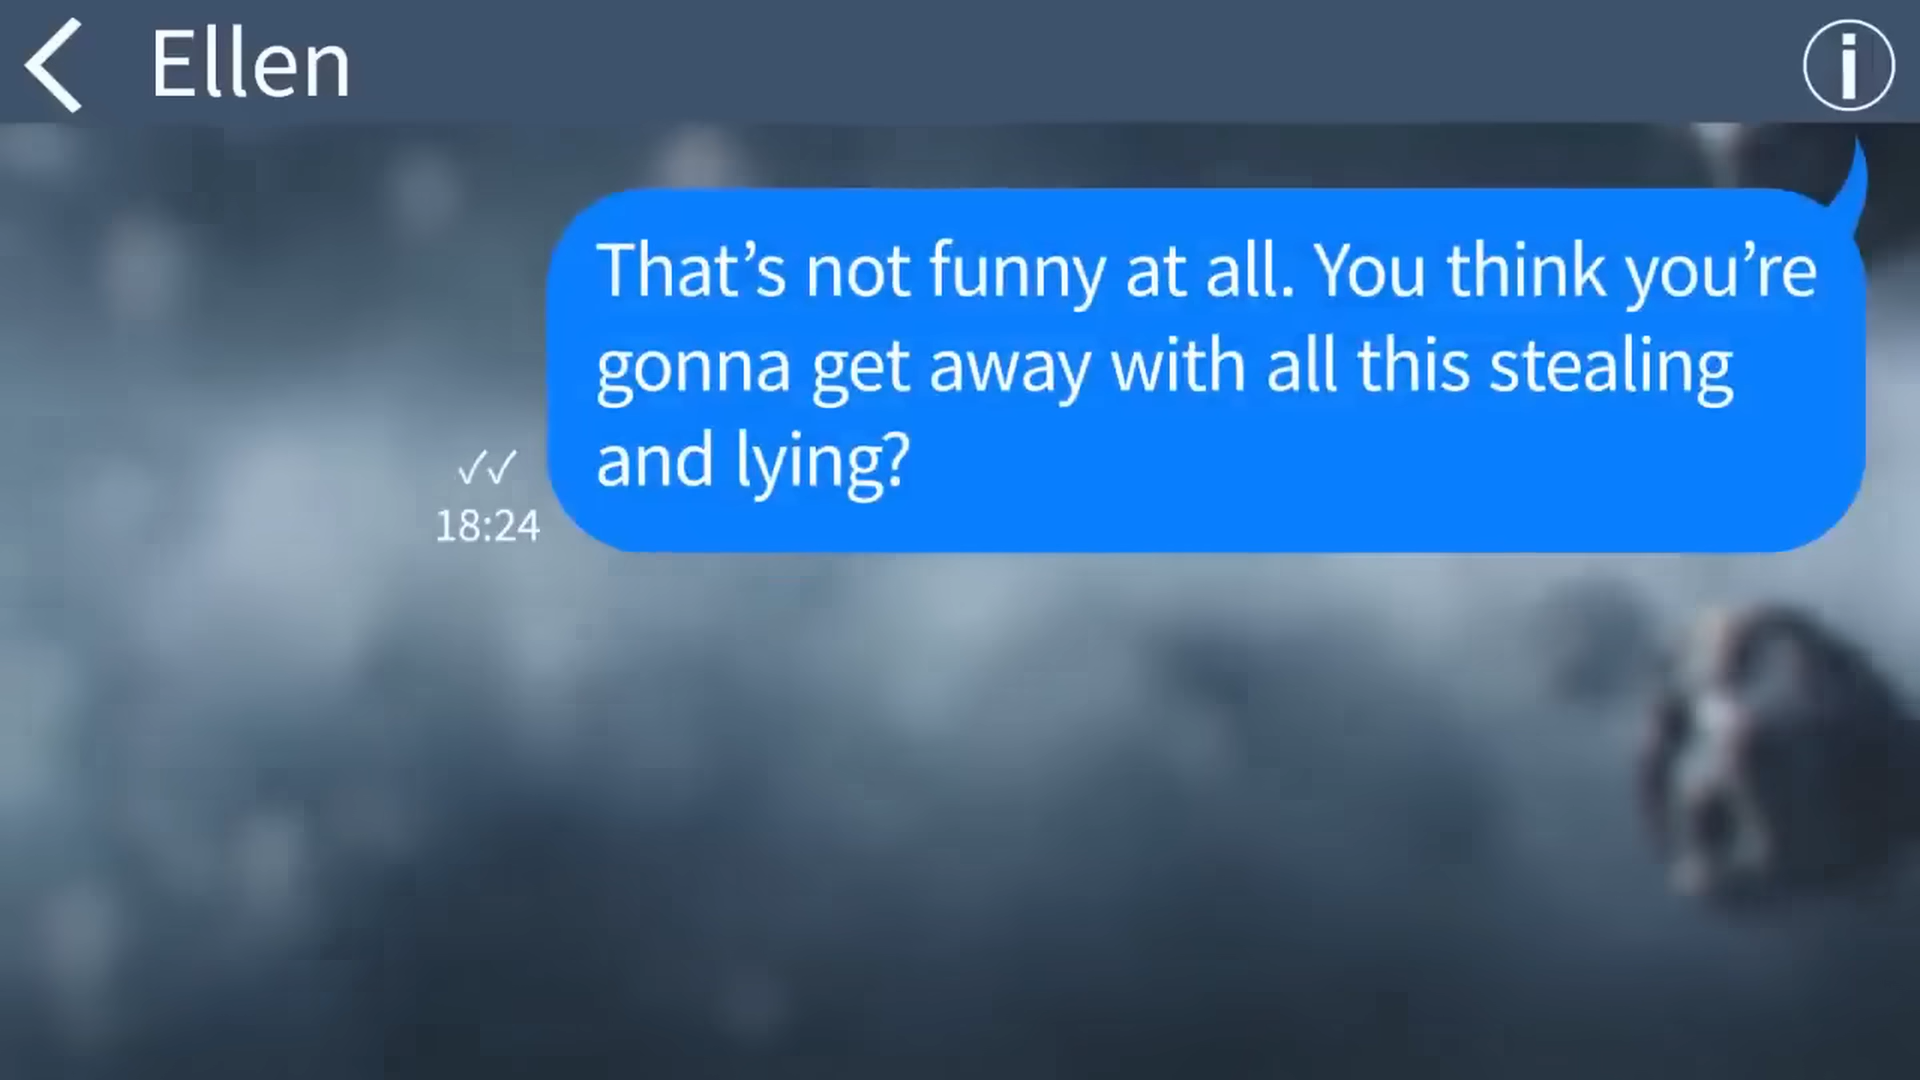 Ellen
That’s not funny at all. You think you’re
gonna get away with all this stealing
and lying?
18:24